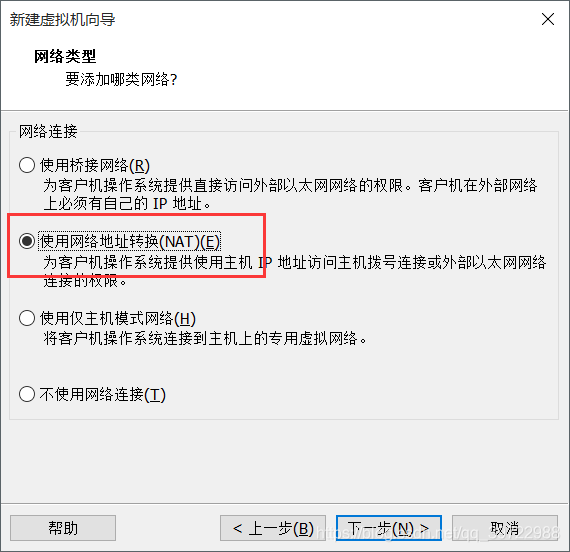 新建虚拟机向导
网络类型
要添加哪类网络?
网络连接
使用桥接网络(R)
为客户机操作系统提供直接访问外部以太网网络的权限。客户机在外部网络
上必须有自己的 IP 地址。
使用网络地址转换(NAT)(E)
为客户机操作系统提供使用主机 IP 地址访问主机拨号连接或外部以太网网络
连接的权限。
使用仅主机模式网络(H)
将客户机操作系统连接到主机上的专用虚拟网络。
不使用网络连接(T)
帮助
< 上一步(B)
下一步(N) >
取消